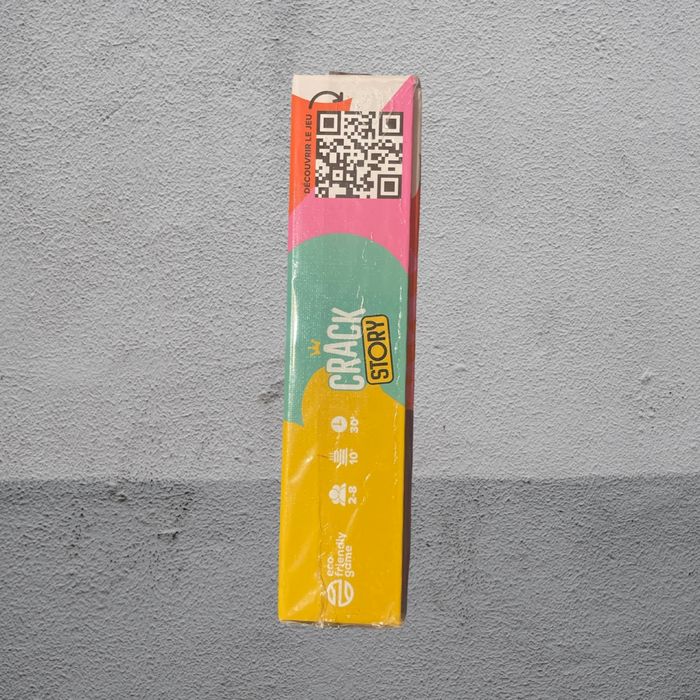 DÉCOUVRIR LE JEU
CRACK
STORY
30'
10+
2-8
eco
friendly
game